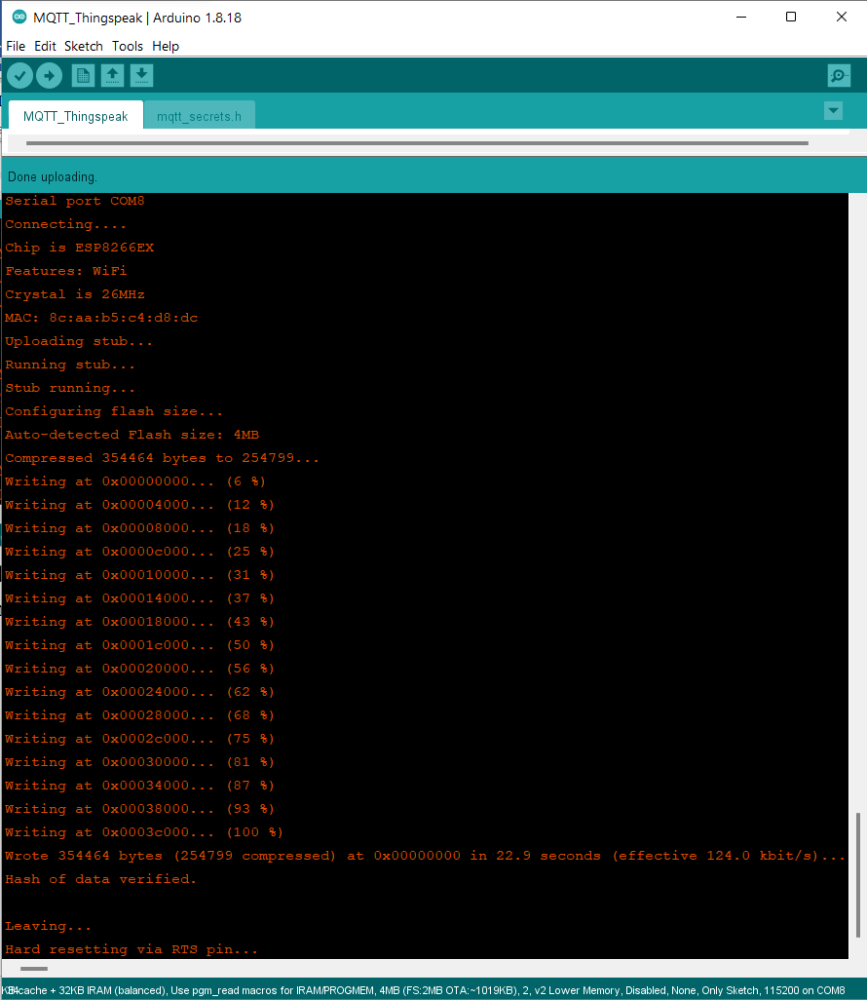 MQTT_Thingspeak | Arduino 1.8.18
File Edit Sketch Tools Help
MQTT_Thingspeak mqtt_secrets.h
Done uploading.
Serial port COM8
Connecting....
Chip is ESP8266EX
Features: WiFi
Crystal is 26MHz
MAC: 8c:aa:b5:c4:d8:dc
Uploading stub...
Running stub...
Stub running...
Configuring flash size...
Auto-detected Flash size: 4MB
Compressed 354464 bytes to 254799...
Writing at 0x00000000... (6 %)
Writing at 0x00004000... (12 %)
Writing at 0x00008000... (18 %)
Writing at 0x0000c000... (25 %)
Writing at 0x00010000... (31 %)
Writing at 0x00014000... (37 %)
Writing at 0x00018000... (43 %)
Writing at 0x0001c000... (50 %)
Writing at 0x00020000... (56 %)
Writing at 0x00024000... (62 %)
Writing at 0x00028000... (68 %)
Writing at 0x0002c000... (75 %)
Writing at 0x00030000... (81 %)
Writing at 0x00034000... (87 %)
Writing at 0x00038000... (93 %)
Writing at 0x0003c000... (100 %)
Wrote 354464 bytes (254799 compressed) at 0x00000000 in 22.9 seconds (effective 124.0 kbit/s)...
Hash of data verified.
Leaving...
Hard resetting via RTS pin...
cache + 32KB IRAM (balanced), Use pgm_read macros for IRAM/PROGMEM, 4MB (FS:2MB OTA:~1019KB), 2, v2 Lower Memory, Disabled, None, Only Sketch, 115200 on COM8